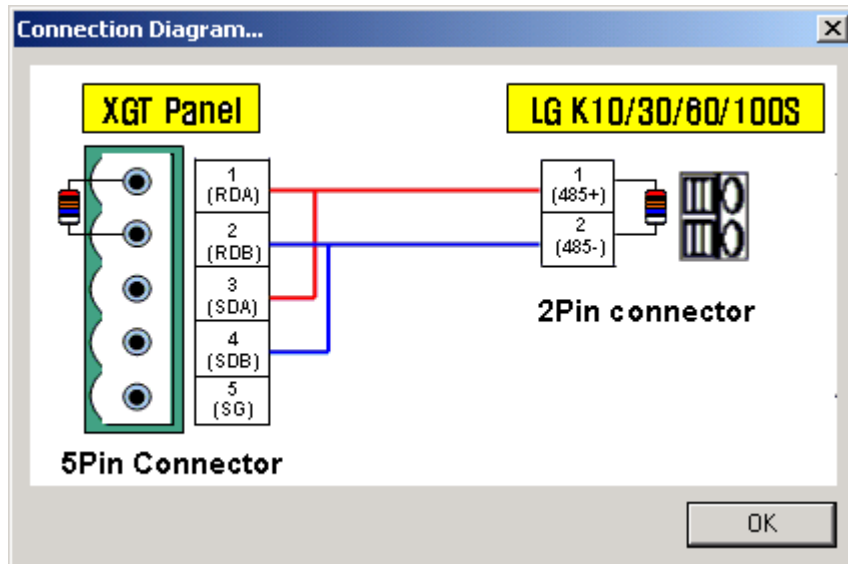 Connection Diagram...
XGT Panel
LG K10/30/60/100S
1
(RDA)
2
(RDB)
3
(SDA)
4
(SDB)
5
(SG)
1
(485+)
2
(485-)
2Pin connector
5Pin Connector
OK